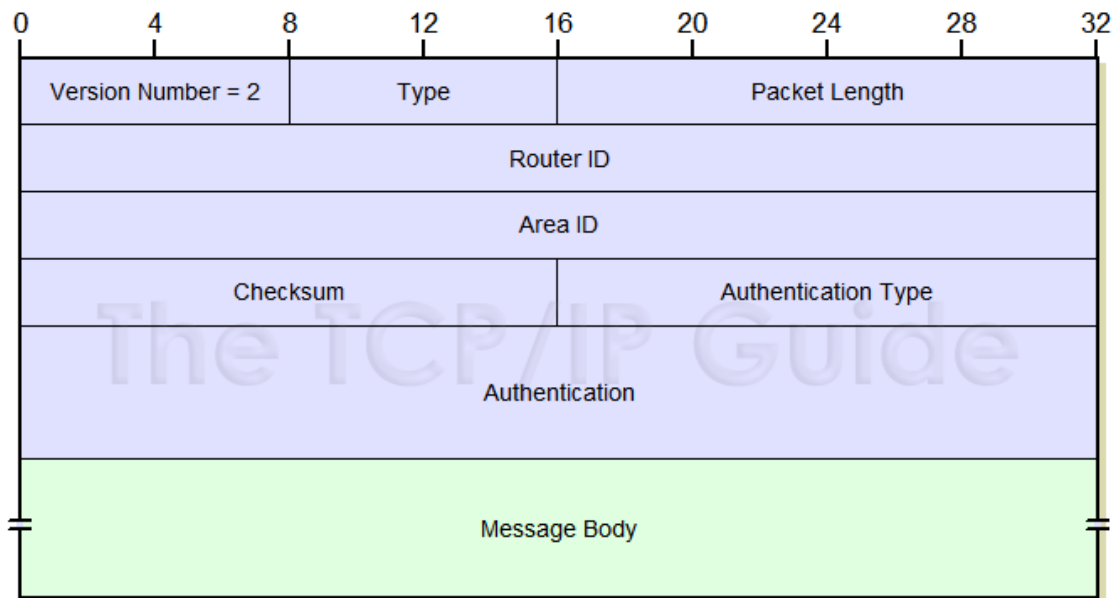 0 4 8 12 16 20 24 28 32
Version Number = 2 Type Packet Length
Router ID
Area ID
Checksum Authentication Type
The TCP/IP Guide
Authentication
Message Body